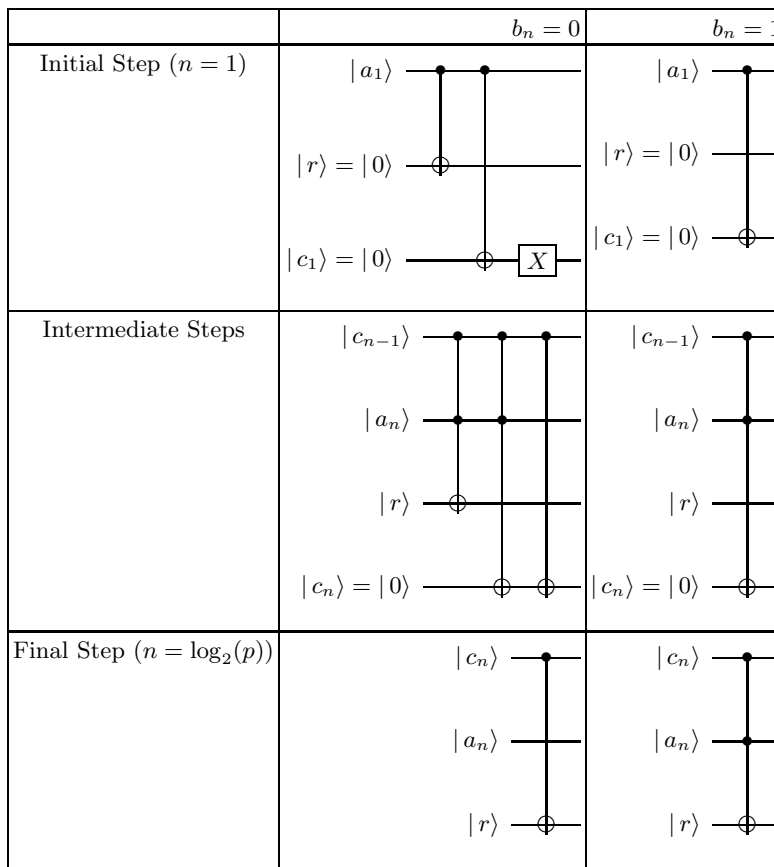 b_n = 0 b_n = 1
Initial Step (n = 1) | a_1⟩ | a_1⟩
| r⟩ = | 0⟩ | r⟩ = | 0⟩
| c_1⟩ = | 0⟩ X | c_1⟩ = | 0⟩
Intermediate Steps | c_{n−1}⟩ | c_{n−1}⟩
| a_n⟩ | a_n⟩
| r⟩ | r⟩
| c_n⟩ = | 0⟩ | c_n⟩ = | 0⟩
Final Step (n = log_2(p)) | c_n⟩ | c_n⟩
| a_n⟩ | a_n⟩
| r⟩ | r⟩